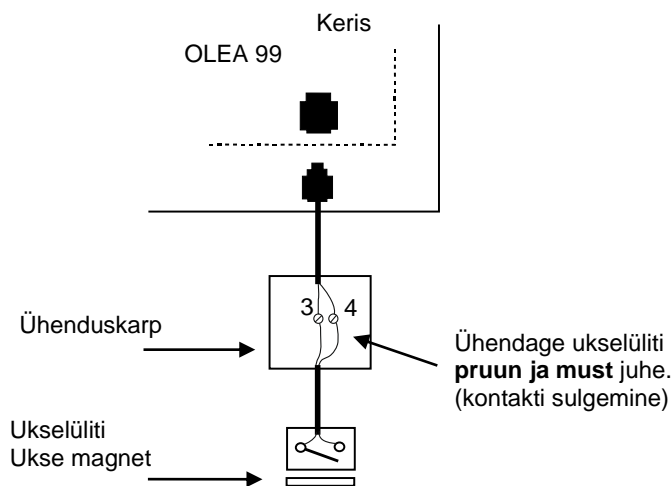 Keris
OLEA 99
3 4
Ühenduskarp
Ühendage ukselüliti
pruun ja must juhe.
(kontakti sulgemine)
Ukselüliti
Ukse magnet